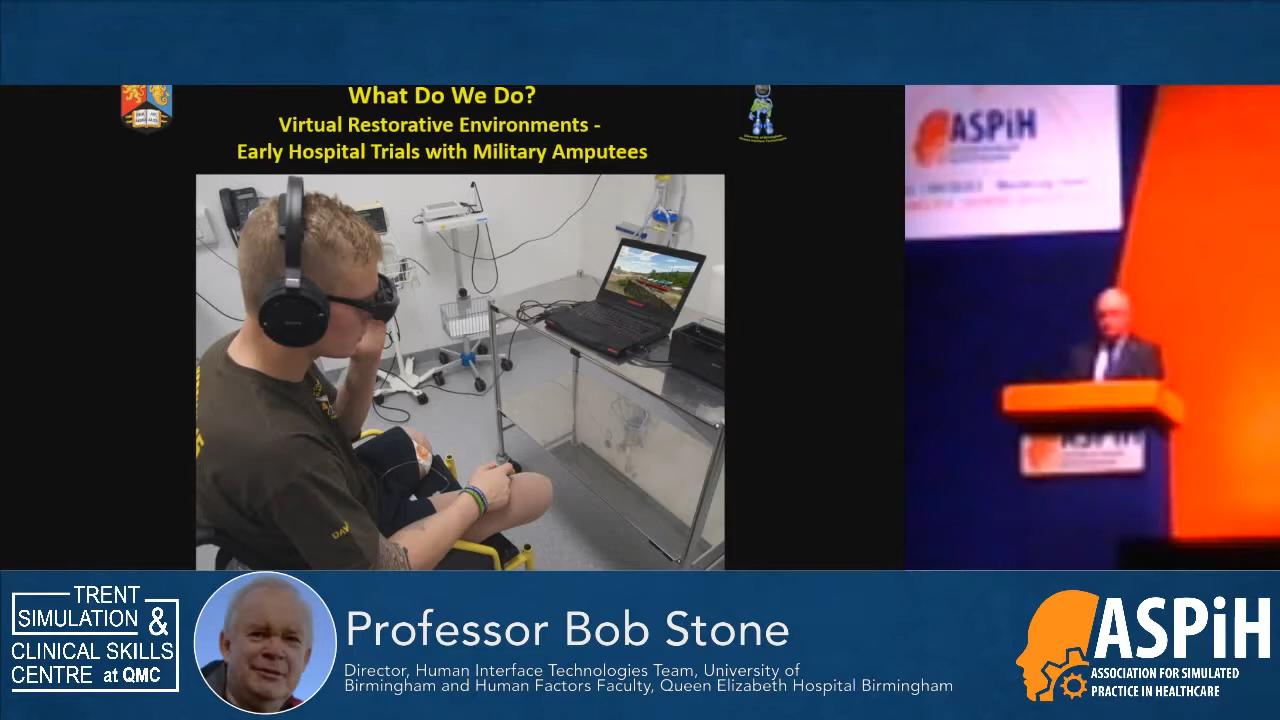 What Do We Do?
Virtual Restorative Environments -
Early Hospital Trials with Military Amputees
ASPiH
DAV
ASPiH
TRENT
SIMULATION &
CLINICAL SKILLS
CENTRE at QMC
Professor Bob Stone
Director, Human Interface Technologies Team, University of
Birmingham and Human Factors Faculty, Queen Elizabeth Hospital Birmingham
ASPiH
ASSOCIATION FOR SIMULATED
PRACTICE IN HEALTHCARE